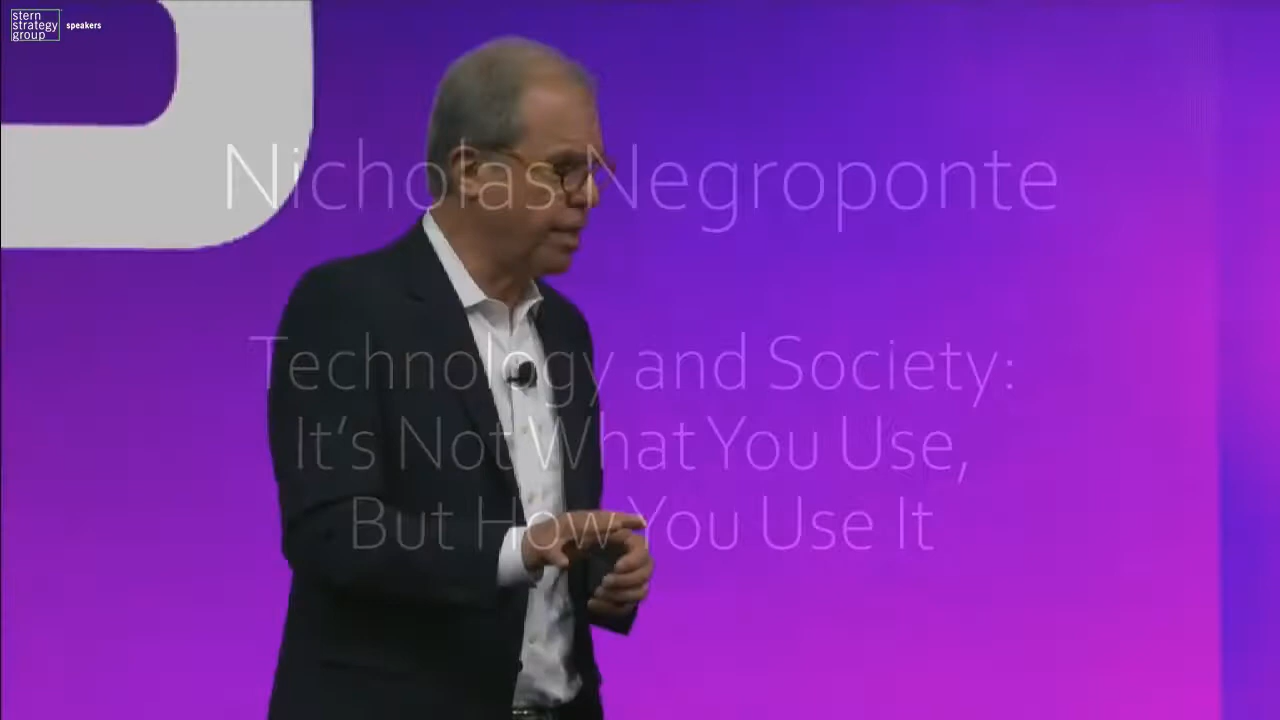 stern
strategy
group
speakers
Nicholas Negroponte
Technology and Society:
It's Not What You Use,
But How You Use It